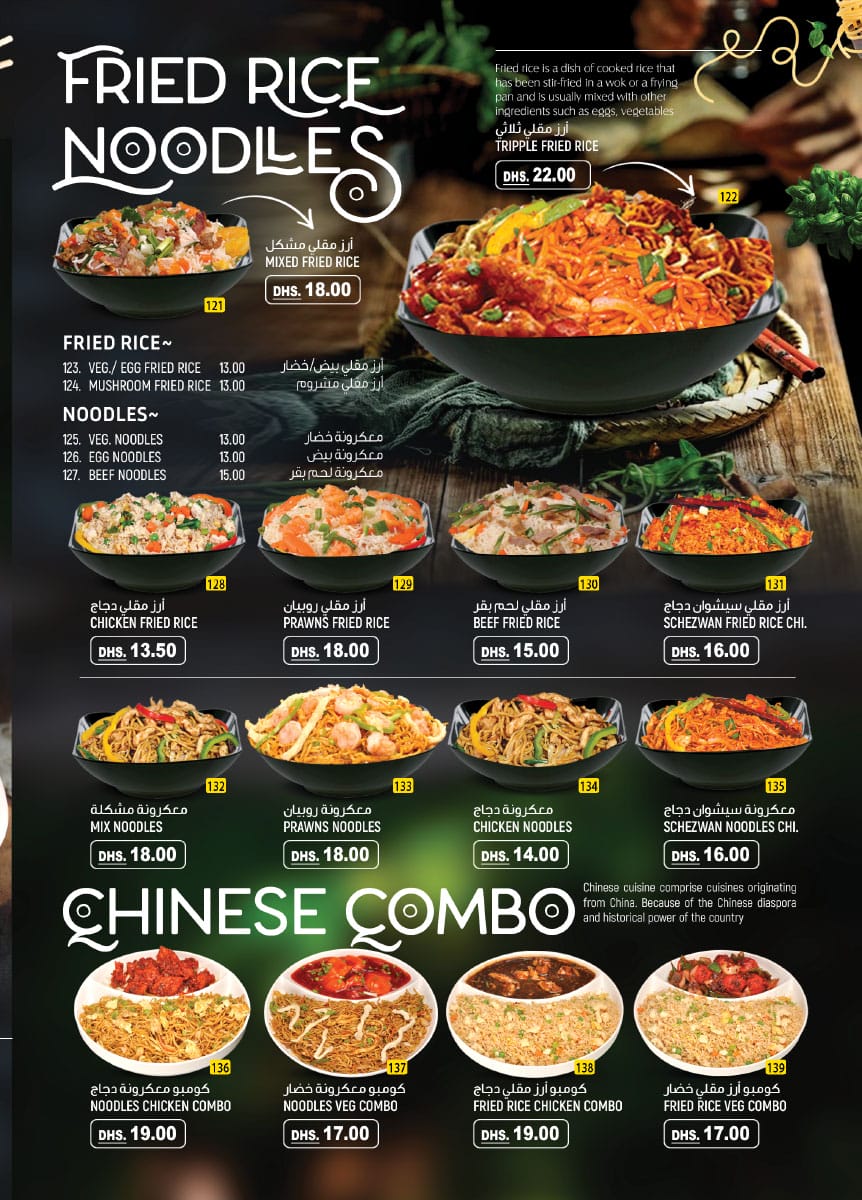 FRIED RICE
NOODLLES
Fried rice is a dish of cooked rice that
has been stir-fried in a wok or a frying
pan and is usually mixed with other
ingredients such as eggs, vegetables
أرز مقلي ثلاثي
TRIPPLE FRIED RICE
DHS. 22.00
122
أرز مقلي مشكل
MIXED FRIED RICE
DHS. 18.00
121
FRIED RICE~
123. VEG./ EGG FRIED RICE 13.00 أرز مقلي بيض/خضار
124. MUSHROOM FRIED RICE 13.00 أرز مقلي مشروم
NOODLES~
125. VEG. NOODLES 13.00 معكرونة خضار
126. EGG NOODLES 13.00 معكرونة بيض
127. BEEF NOODLES 15.00 معكرونة لحم بقر
128
أرز مقلي دجاج
CHICKEN FRIED RICE
DHS. 13.50
129
أرز مقلي روبيان
PRAWNS FRIED RICE
DHS. 18.00
130
أرز مقلي لحم بقر
BEEF FRIED RICE
DHS. 15.00
131
أرز مقلي سيشوان دجاج
SCHEZWAN FRIED RICE CHI.
DHS. 16.00
132
معكرونة مشكلة
MIX NOODLES
DHS. 18.00
133
معكرونة روبيان
PRAWNS NOODLES
DHS. 18.00
134
معكرونة دجاج
CHICKEN NOODLES
DHS. 14.00
135
معكرونة سيشوان دجاج
SCHEZWAN NOODLES CHI.
DHS. 16.00
CHINESE COMBO
Chinese cuisine comprise cuisines originating
from China. Because of the Chinese diaspora
and historical power of the country
136
كومبو معكرونة دجاج
NOODLES CHICKEN COMBO
DHS. 19.00
137
كومبو معكرونة خضار
NOODLES VEG COMBO
DHS. 17.00
138
كومبو أرز مقلي دجاج
FRIED RICE CHICKEN COMBO
DHS. 19.00
139
كومبو أرز مقلي خضار
FRIED RICE VEG COMBO
DHS. 17.00